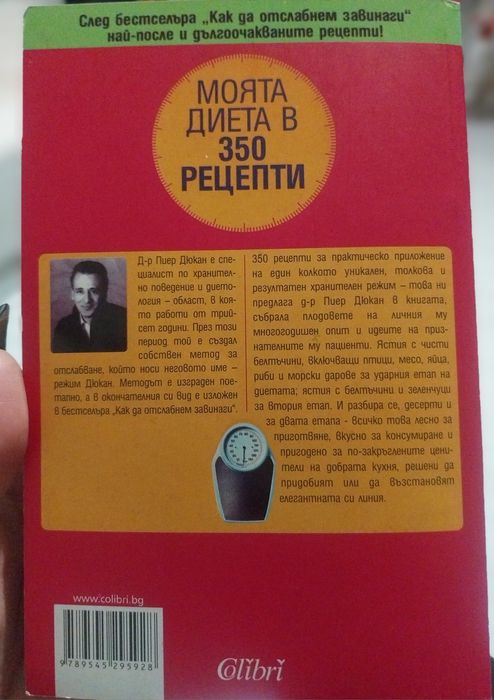 След бестселъра „Как да отслабнем завинаги“
най-после и дългоочакваните рецепти!
МОЯТА
ДИЕТА В
350
РЕЦЕПТИ
Д-р Пиер Дюкан е спе-
циалист по хранител-
но поведение и дието-
логия – област, в коя-
то работи от трий-
сет години. През този
период той е създал
собствен метод за
отслабване, който носи неговото име –
режим Дюкан. Методът е изграден пое-
тапно, а в окончателния си вид е изложен
в бестселъра „Как да отслабнем завинаги“.
350 рецепти за практическо приложение
на един колкото уникален, толкова и
резултатен хранителен режим – това ни
предлага д-р Пиер Дюкан в книгата,
събрала плодовете на личния му
многогодишен опит и идеите на приз-
нателните му пациенти. Ястия с чисти
белтъчини, включващи птици, месо, яйца,
риби и морски дарове за ударния етап на
диетата; ястия с белтъчини и зеленчуци
за втория етап. И разбира се, десерти и
за двата етапа - всичко това лесно за
приготвяне, вкусно за консумиране и
пригодено за по-закръглените цени-
тели на добрата кухня, решени да
придобият или да възстановят
елегантната си линия.
www.colibri.bg
9789545295928
Colibri